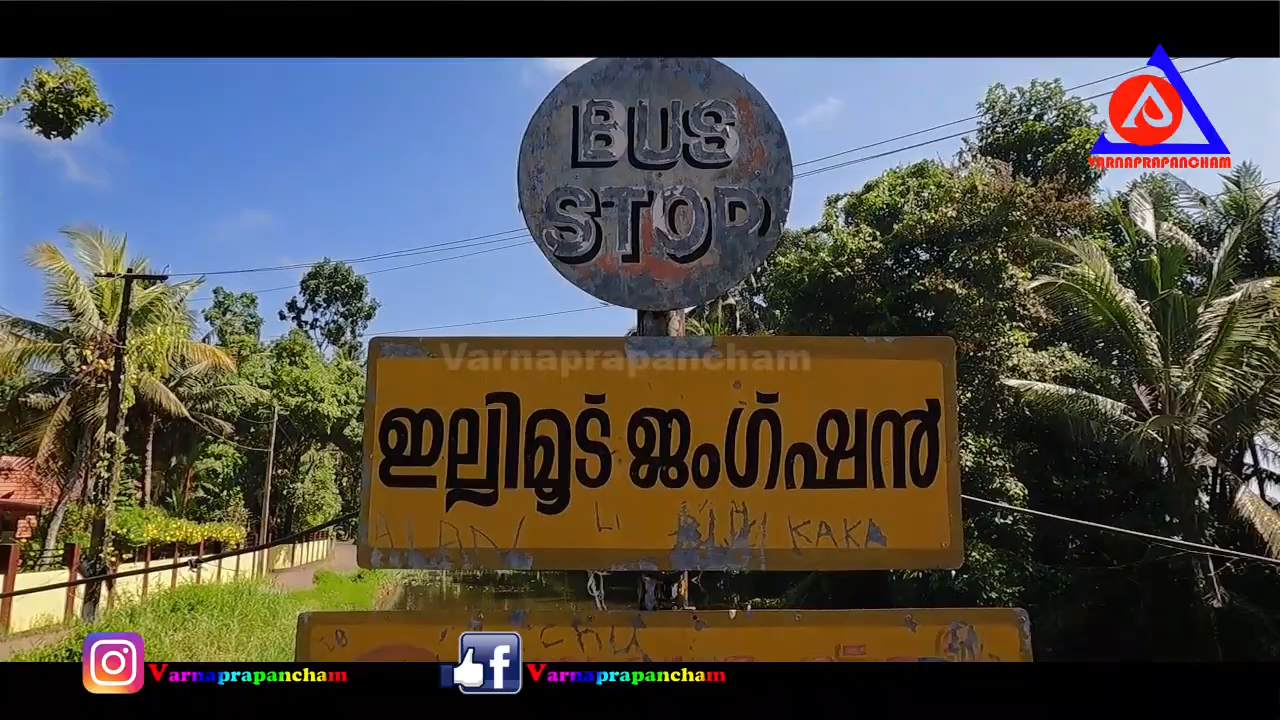 BUS
STOP
VARNAPRAPANCHAM
Varnaprapancham
ഇല്ലിമൂട് ജംഗ്ഷൻ
KAKA
Varnaprapancham
Varnaprapancham